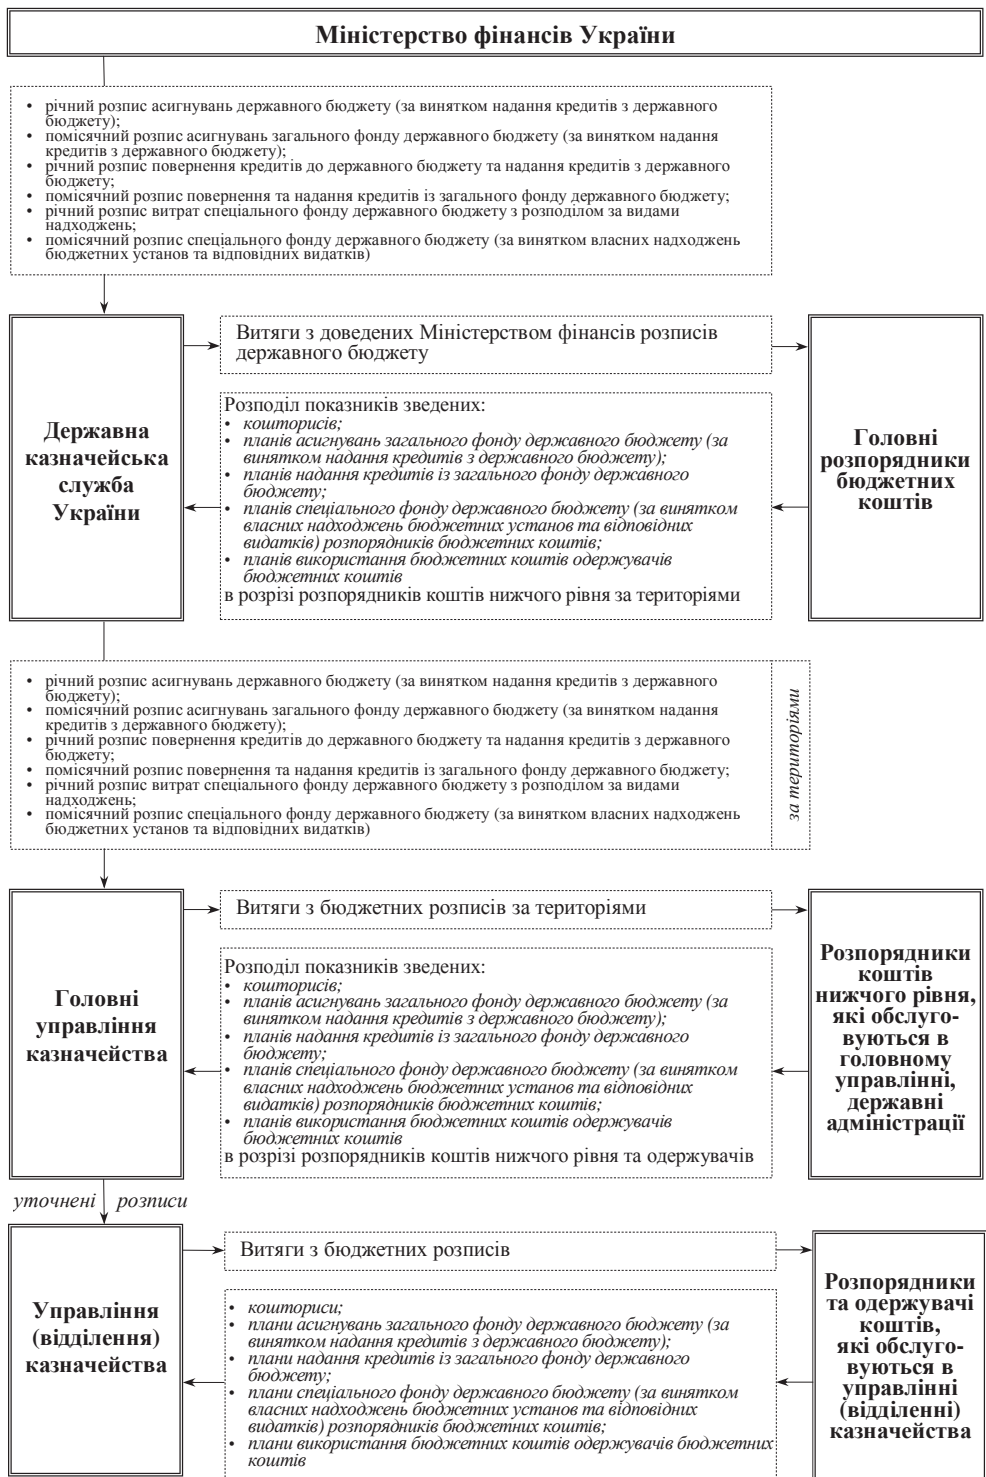 Міністерство фінансів України
• річний розпис асигнувань державного бюджету (за винятком надання кредитів з державного
бюджету);
• помісячний розпис асигнувань загального фонду державного бюджету (за винятком надання
кредитів з державного бюджету);
• річний розпис повернення кредитів до державного бюджету та надання кредитів з державного
бюджету;
• помісячний розпис повернення та надання кредитів із загального фонду державного бюджету;
• річний розпис витрат спеціального фонду державного бюджету з розподілом за видами
надходжень;
• помісячний розпис спеціального фонду державного бюджету (за винятком власних надходжень
бюджетних установ та відповідних видатків)
Державна
казначейська
служба
України
Витяги з доведених Міністерством фінансів розписів
державного бюджету
Розподіл показників зведених:
• кошторисів;
• планів асигнувань загального фонду державного бюджету (за
винятком надання кредитів з державного бюджету);
• планів надання кредитів із загального фонду державного
бюджету;
• планів спеціального фонду державного бюджету (за винятком
власних надходжень бюджетних установ та відповідних
видатків) розпорядників бюджетних коштів;
• планів використання бюджетних коштів одержувачів
бюджетних коштів
в розрізі розпорядників коштів нижчого рівня за територіями
Головні
розпорядники
бюджетних
коштів
• річний розпис асигнувань державного бюджету (за винятком надання кредитів з державного
бюджету);
• помісячний розпис асигнувань загального фонду державного бюджету (за винятком надання
кредитів з державного бюджету);
• річний розпис повернення кредитів до державного бюджету та надання кредитів з державного
бюджету;
• помісячний розпис повернення та надання кредитів із загального фонду державного бюджету;
• річний розпис витрат спеціального фонду державного бюджету з розподілом за видами
надходжень;
• помісячний розпис спеціального фонду державного бюджету (за винятком власних надходжень
бюджетних установ та відповідних видатків)
за територіями
Головні
управління
казначейства
Витяги з бюджетних розписів за територіями
Розподіл показників зведених:
• кошторисів;
• планів асигнувань загального фонду державного бюджету (за
винятком надання кредитів з державного бюджету);
• планів надання кредитів із загального фонду державного
бюджету;
• планів спеціального фонду державного бюджету (за винятком
власних надходжень бюджетних установ та відповідних
видатків) розпорядників бюджетних коштів;
• планів використання бюджетних коштів одержувачів
бюджетних коштів
в розрізі розпорядників коштів нижчого рівня та одержувачів
Розпорядники
коштів
нижчого рівня,
які обслуго-
вуються в
головному
управлінні,
державні
адміністрації
уточнені розписи
Управління
(відділення)
казначейства
Витяги з бюджетних розписів
• кошториси;
• плани асигнувань загального фонду державного бюджету (за
винятком надання кредитів з державного бюджету);
• плани надання кредитів із загального фонду державного
бюджету;
• плани спеціального фонду державного бюджету (за винятком
власних надходжень бюджетних установ та відповідних
видатків) розпорядників бюджетних коштів;
• плани використання бюджетних коштів одержувачів бюджетних
коштів
Розпорядники
та одержувачі
коштів,
які обслуго-
вуються в
управлінні
(відділенні)
казначейства